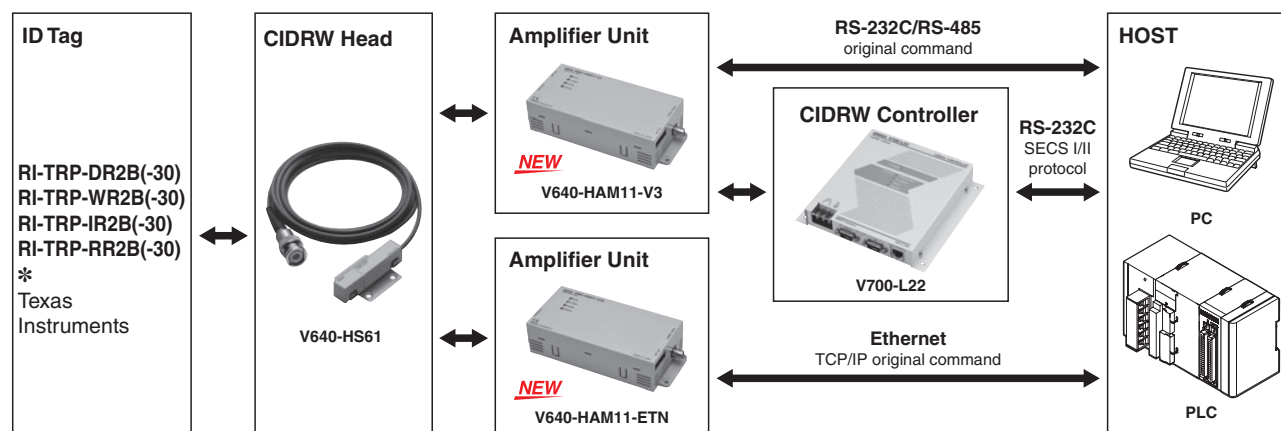 ID Tag
RI-TRP-DR2B(-30)
RI-TRP-WR2B(-30)
RI-TRP-IR2B(-30)
RI-TRP-RR2B(-30)
*
Texas
Instruments
CIDRW Head
V640-HS61
Amplifier Unit
NEW
V640-HAM11-V3
Amplifier Unit
NEW
V640-HAM11-ETN
RS-232C/RS-485
original command
CIDRW Controller
V700-L22
RS-232C
SECS I/II
protocol
Ethernet
TCP/IP original command
HOST
PC
PLC